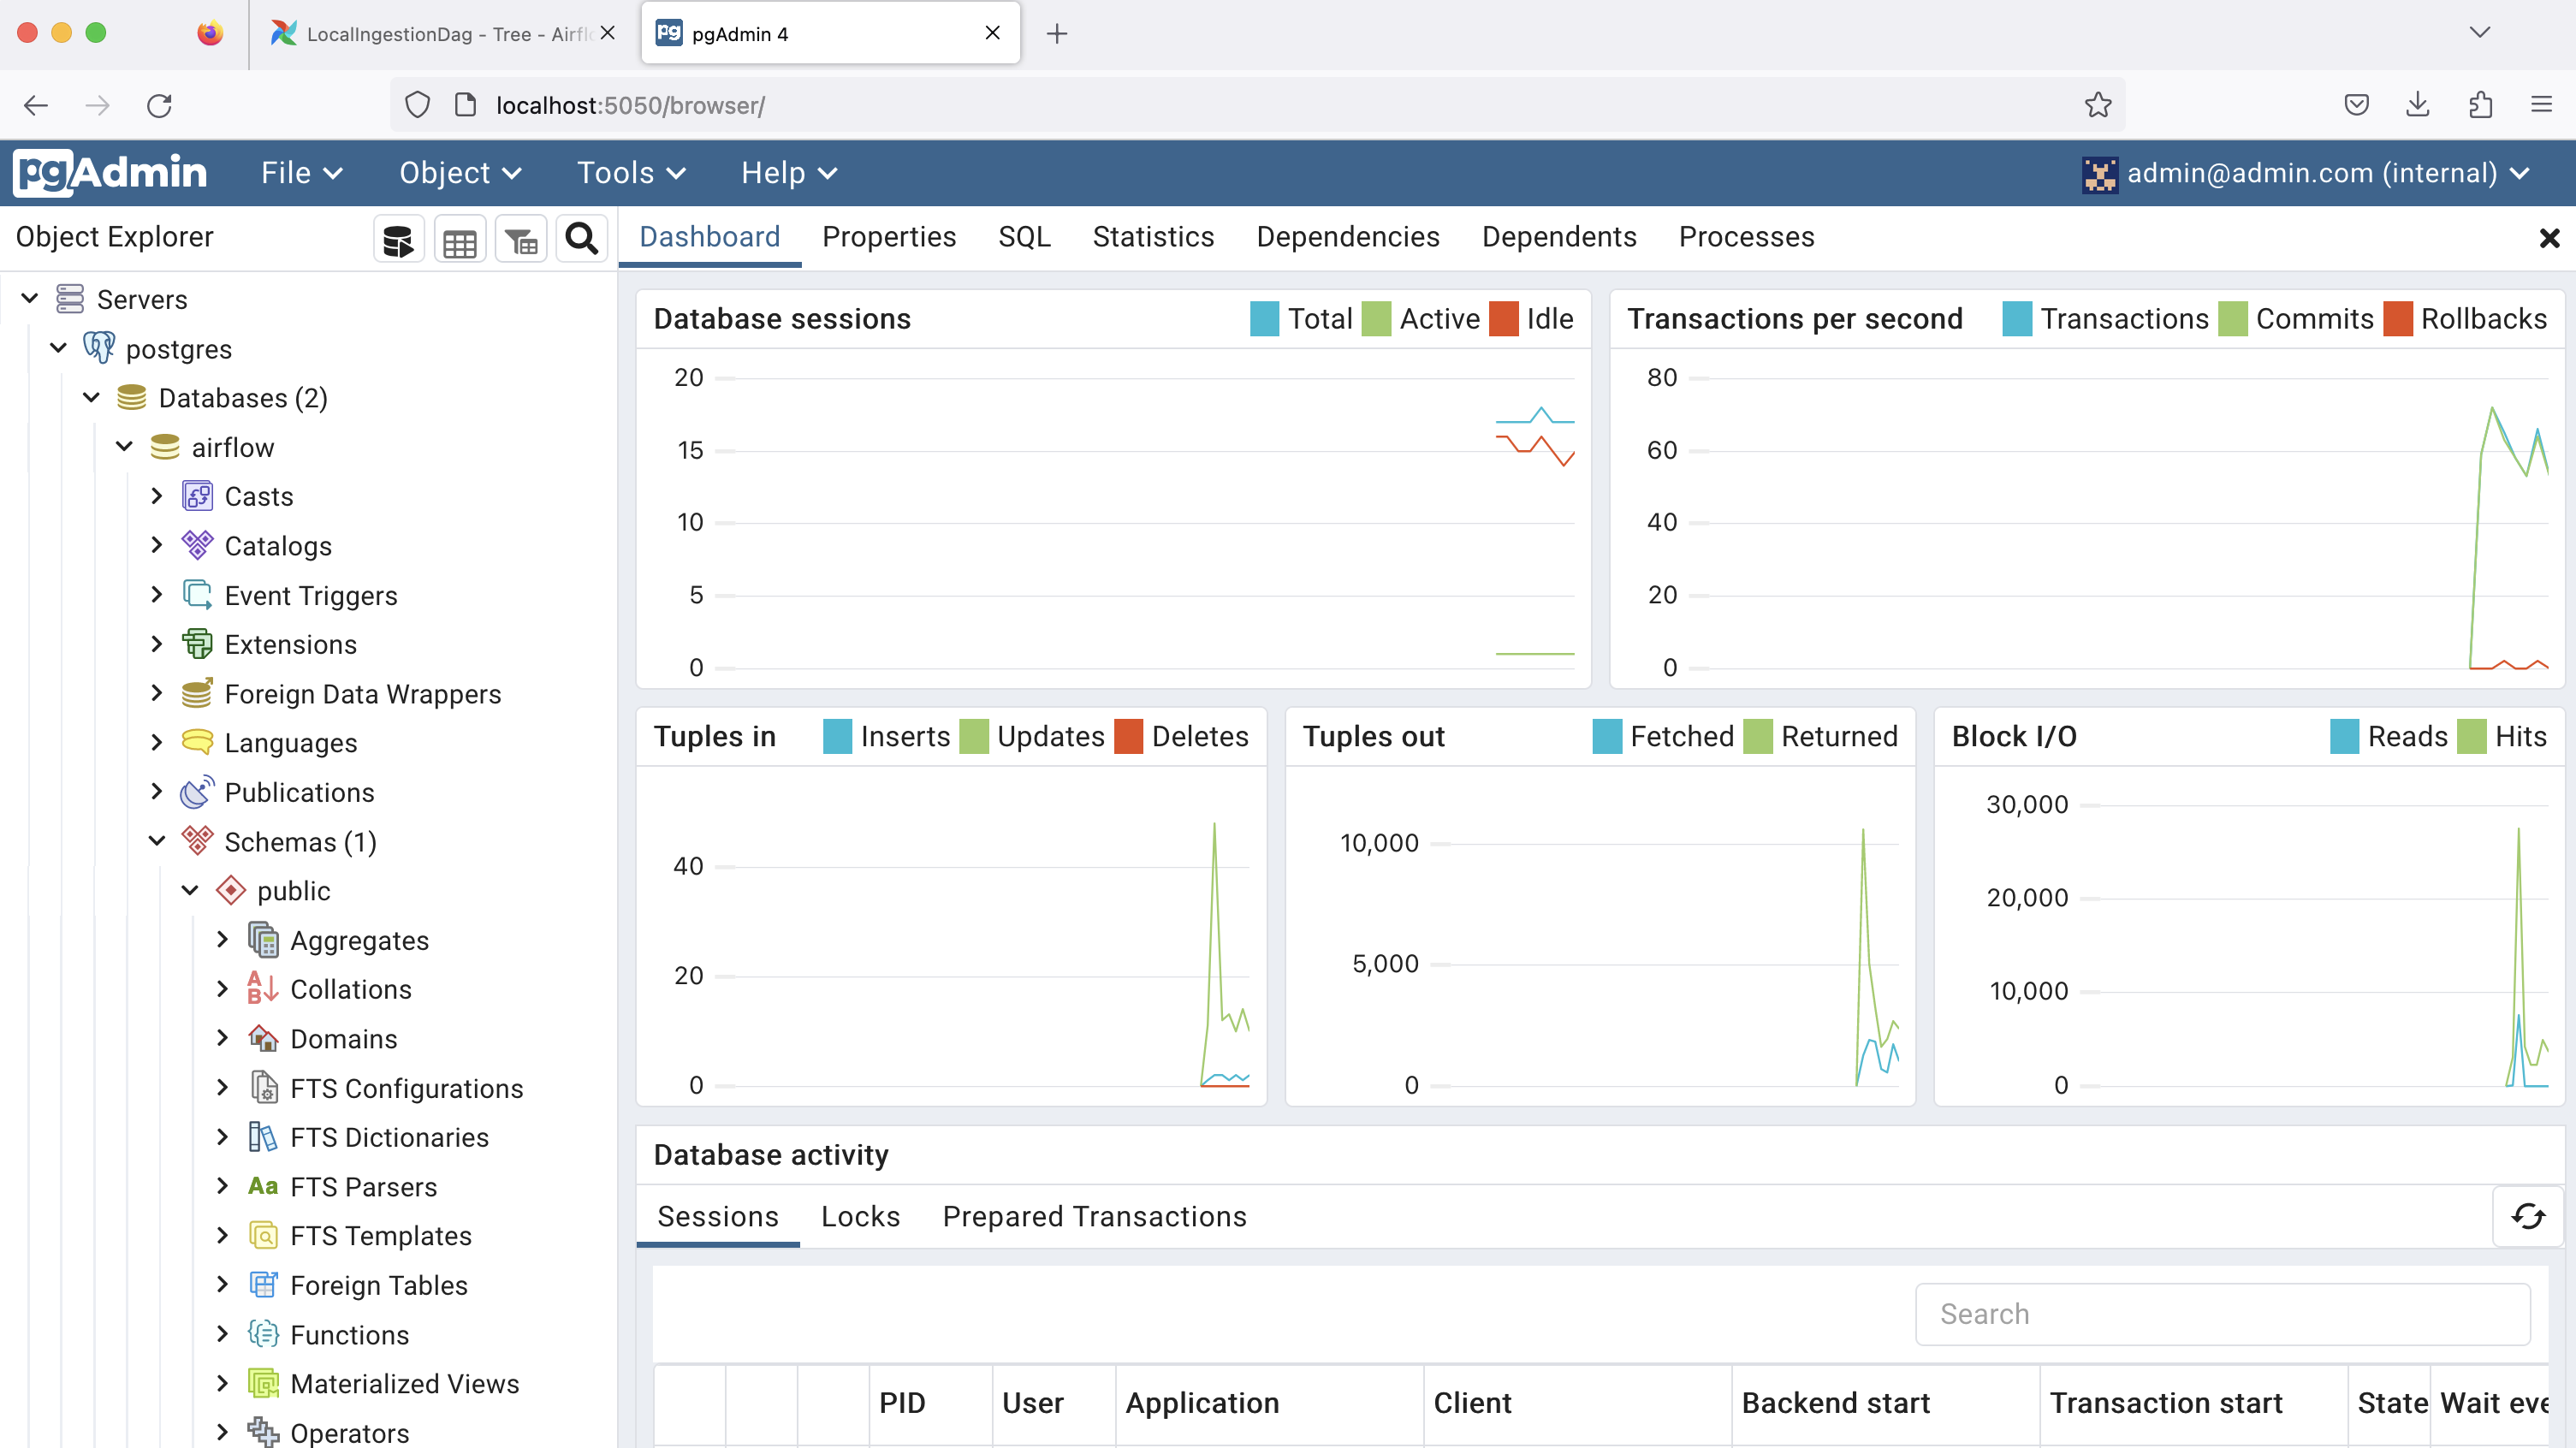 LocalIngestionDag - Tree - Airfl
pgAdmin 4
localhost:5050/browser/
pgAdmin
File
Object
Tools
Help
admin@admin.com (internal)
Object Explorer
Dashboard
Properties
SQL
Statistics
Dependencies
Dependents
Processes
Servers
postgres
Databases (2)
airflow
Casts
Catalogs
Event Triggers
Extensions
Foreign Data Wrappers
Languages
Publications
Schemas (1)
public
Aggregates
Collations
Domains
FTS Configurations
FTS Dictionaries
Aa FTS Parsers
FTS Templates
Foreign Tables
Functions
Materialized Views
Operators
Database sessions
Total Active Idle
20
15
10
5
0
Transactions per second
Transactions Commits Rollbacks
80
60
40
20
0
Tuples in
Inserts Updates Deletes
40
20
0
Tuples out
Fetched Returned
10,000
5,000
0
Block I/O
Reads Hits
30,000
20,000
10,000
0
Database activity
Sessions
Locks
Prepared Transactions
Search
PID
User
Application
Client
Backend start
Transaction start
State
Wait eve